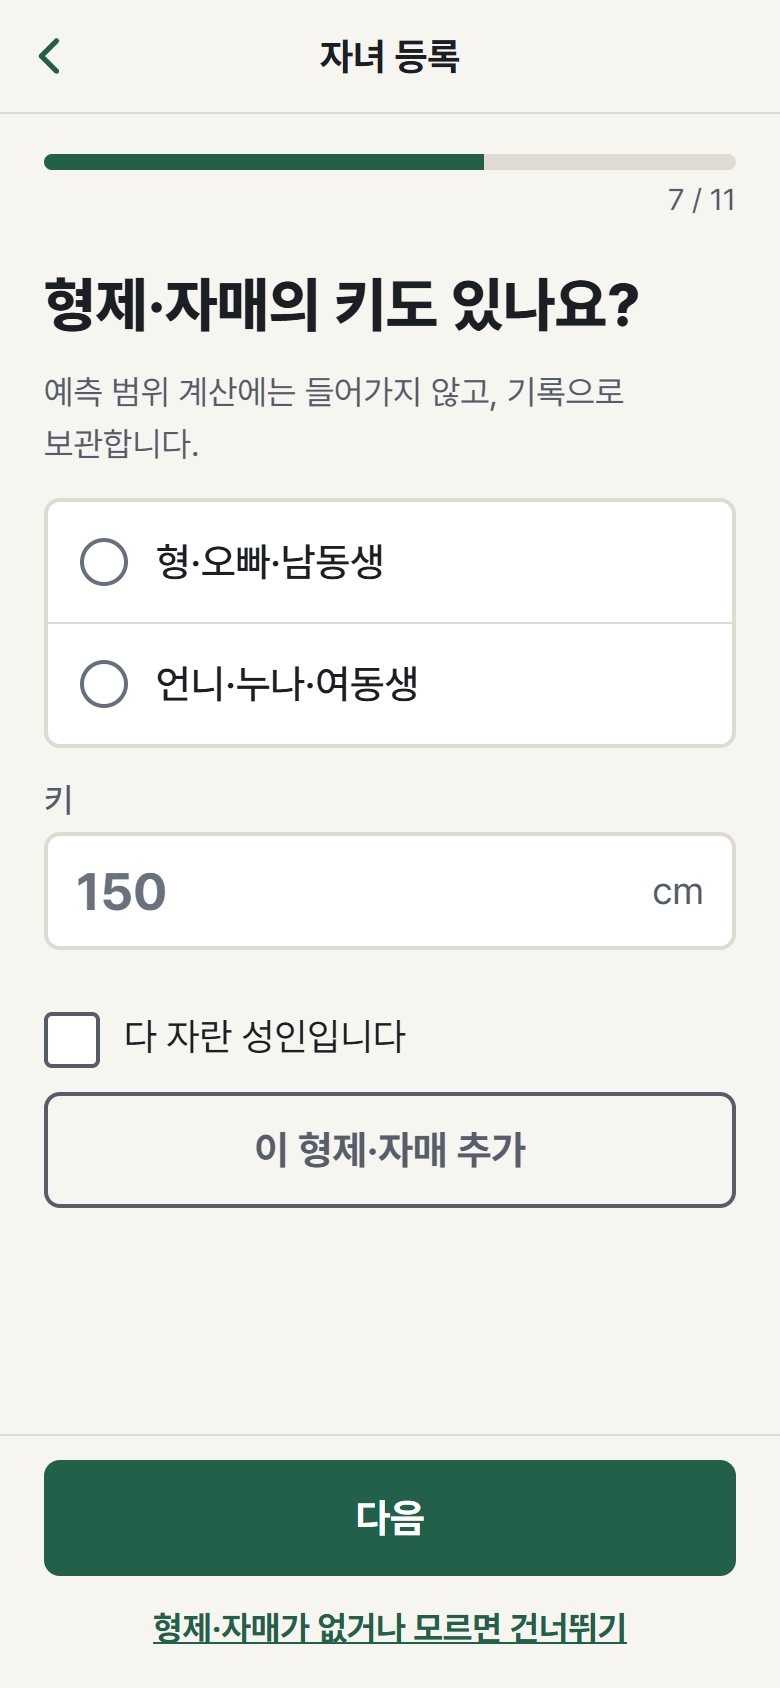 자녀 등록
7 / 11
형제·자매의 키도 있나요?
예측 범위 계산에는 들어가지 않고, 기록으로
보관합니다.
형·오빠·남동생
언니·누나·여동생
키
150 cm
다 자란 성인입니다
이 형제·자매 추가
다음
형제·자매가 없거나 모르면 건너뛰기